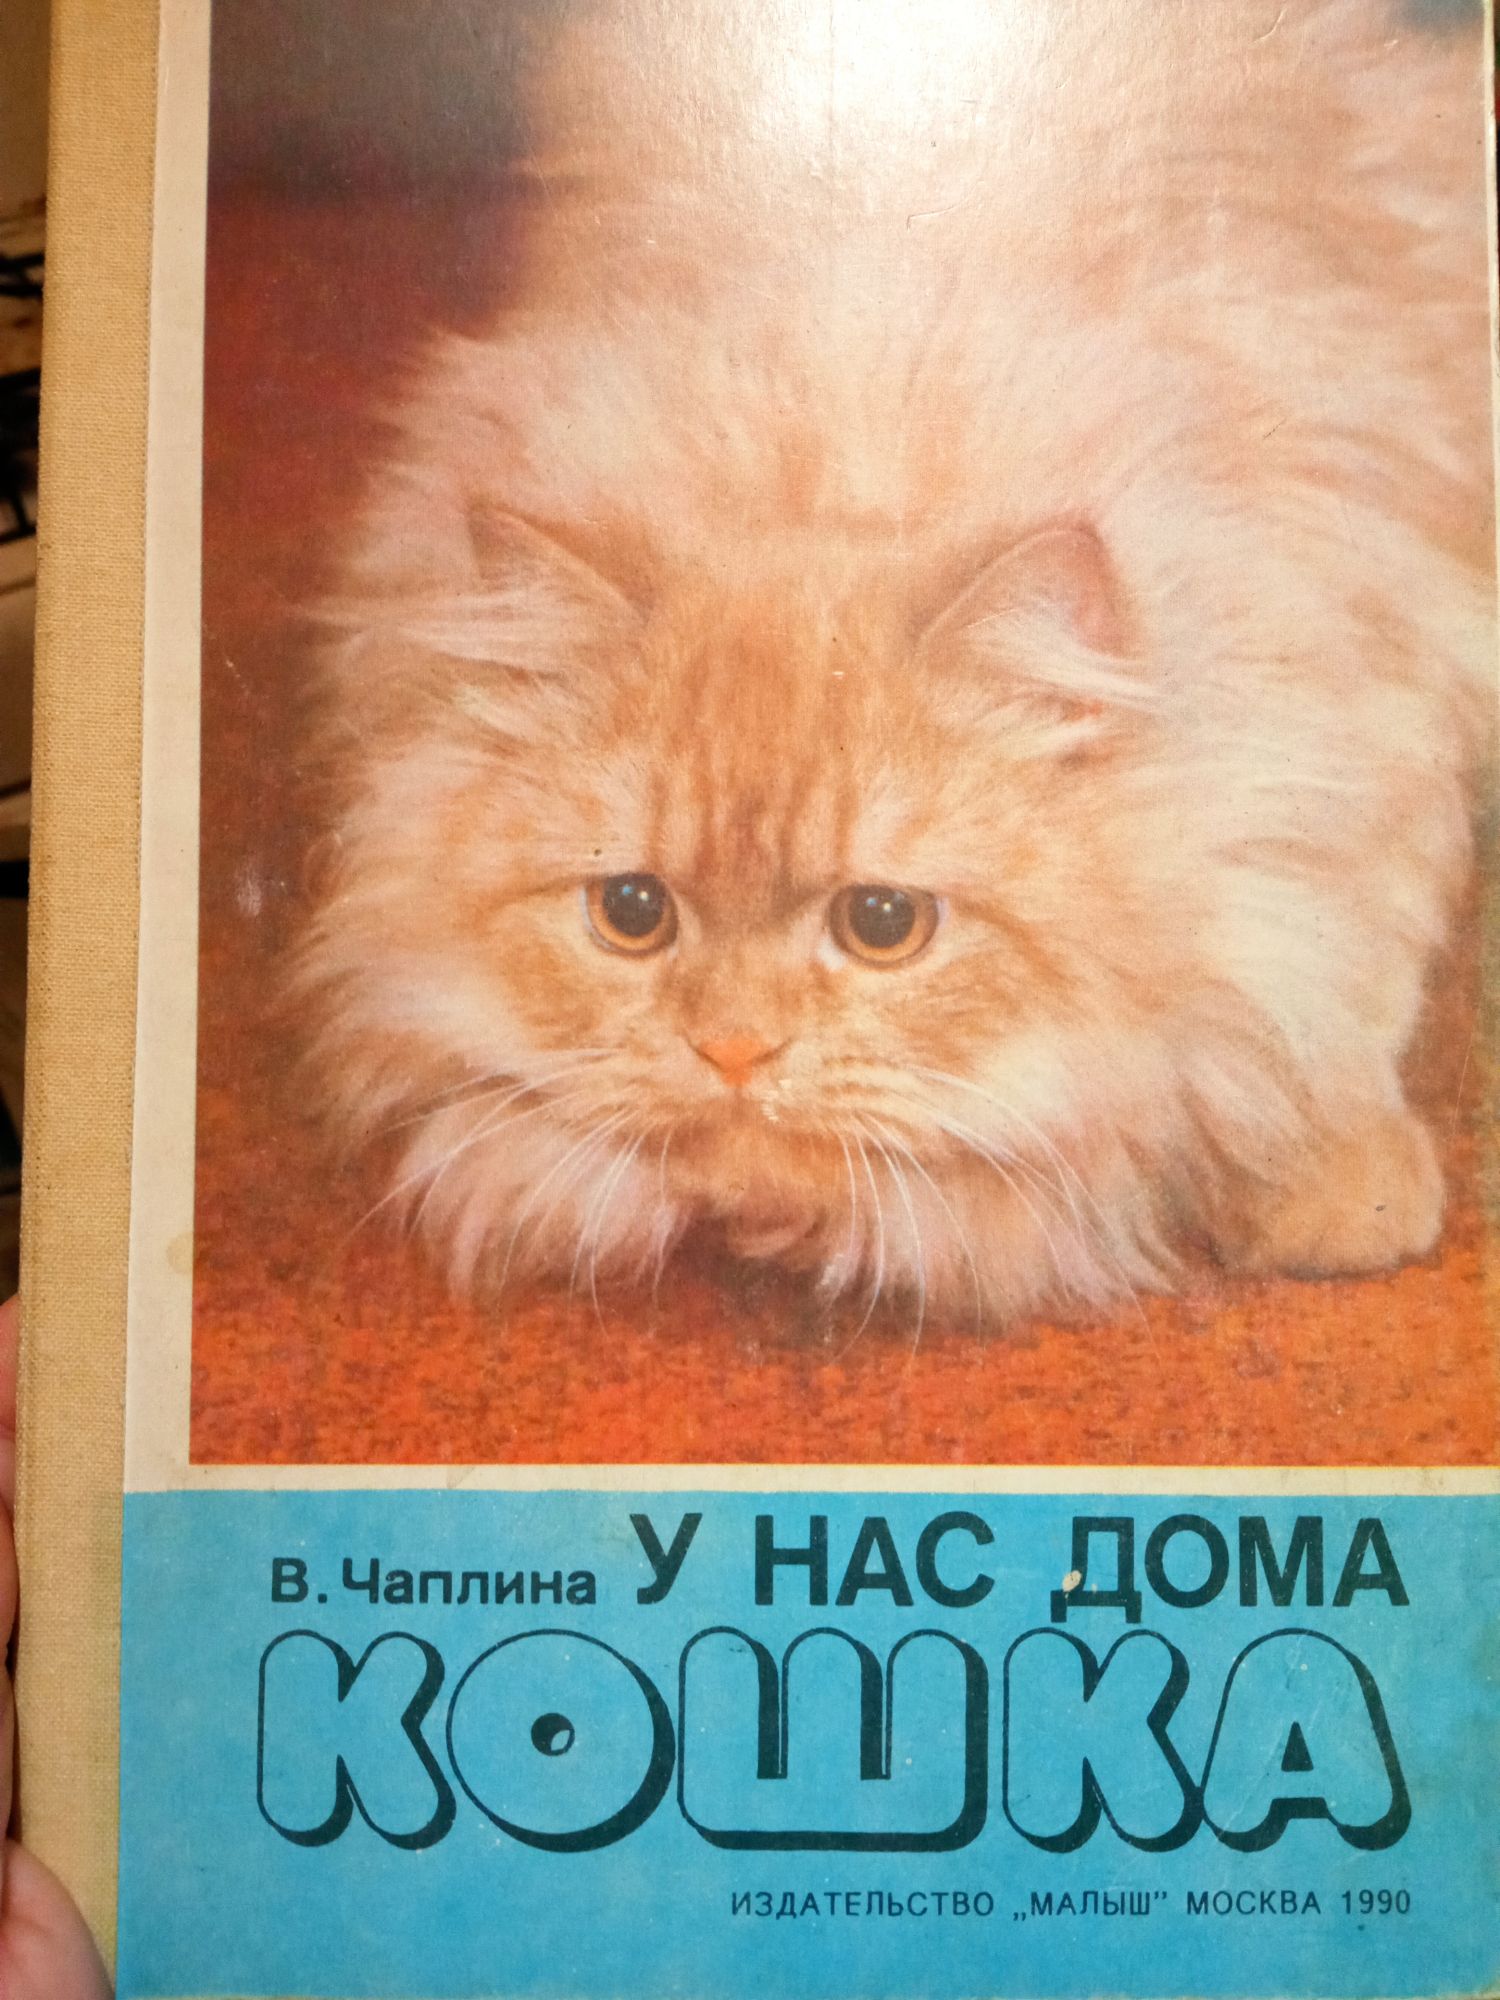 В. Чаплина У НАС ДОМА
КОШКА
ИЗДАТЕЛЬСТВО „МАЛЫШ” МОСКВА 1990